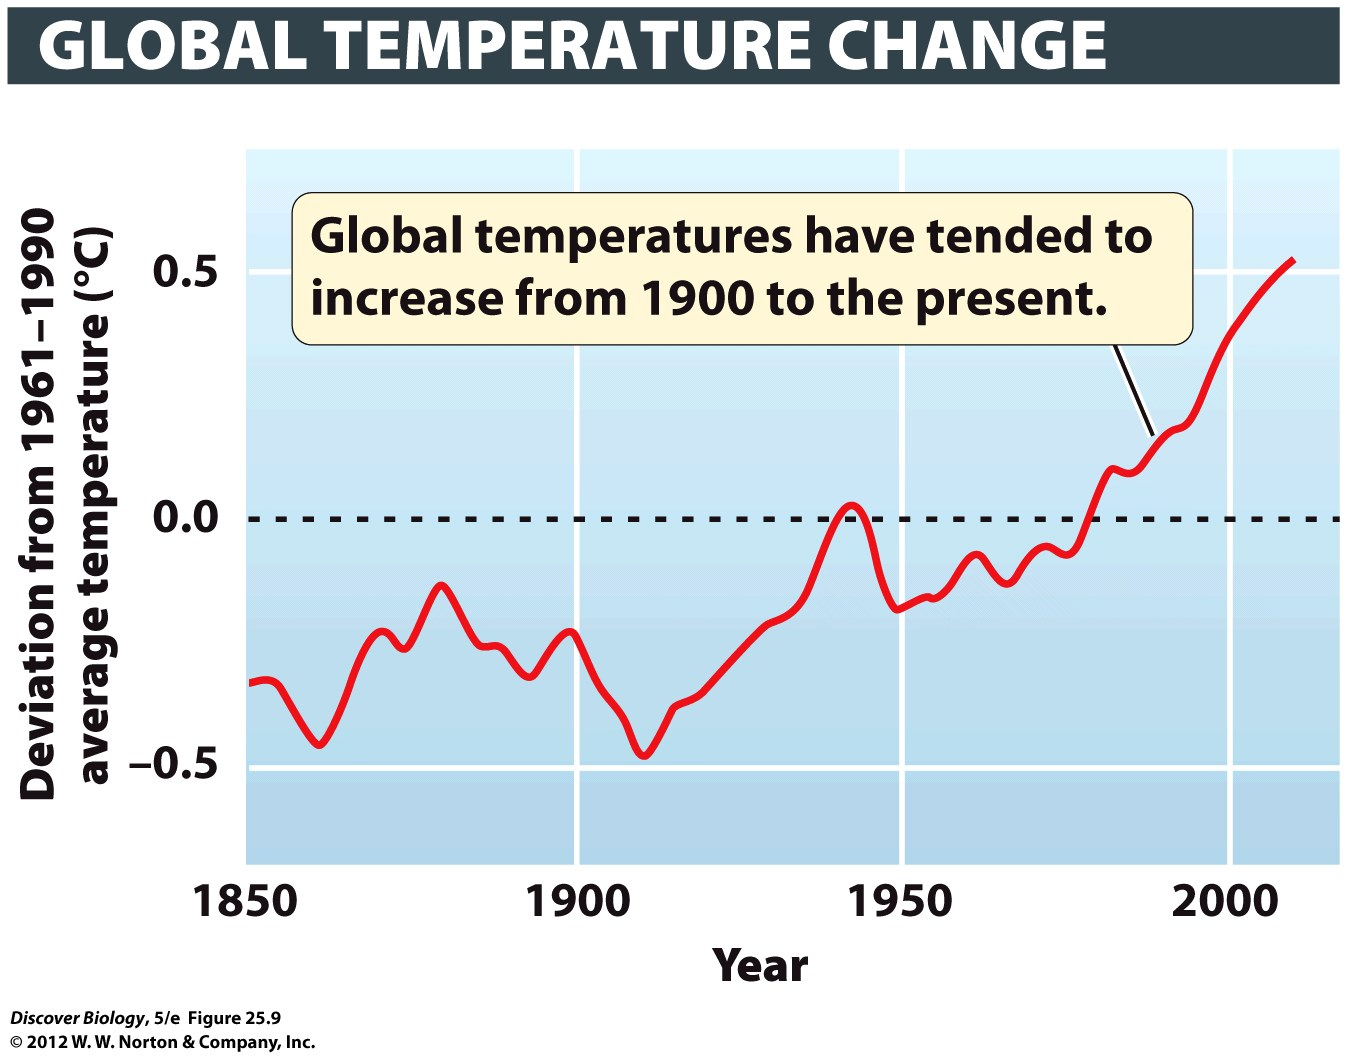 GLOBAL TEMPERATURE CHANGE
Deviation from 1961–1990
average temperature (°C)
Global temperatures have tended to
increase from 1900 to the present.
0.5
0.0
–0.5
1850
1900
1950
2000
Year
Discover Biology, 5/e Figure 25.9
© 2012 W. W. Norton & Company, Inc.